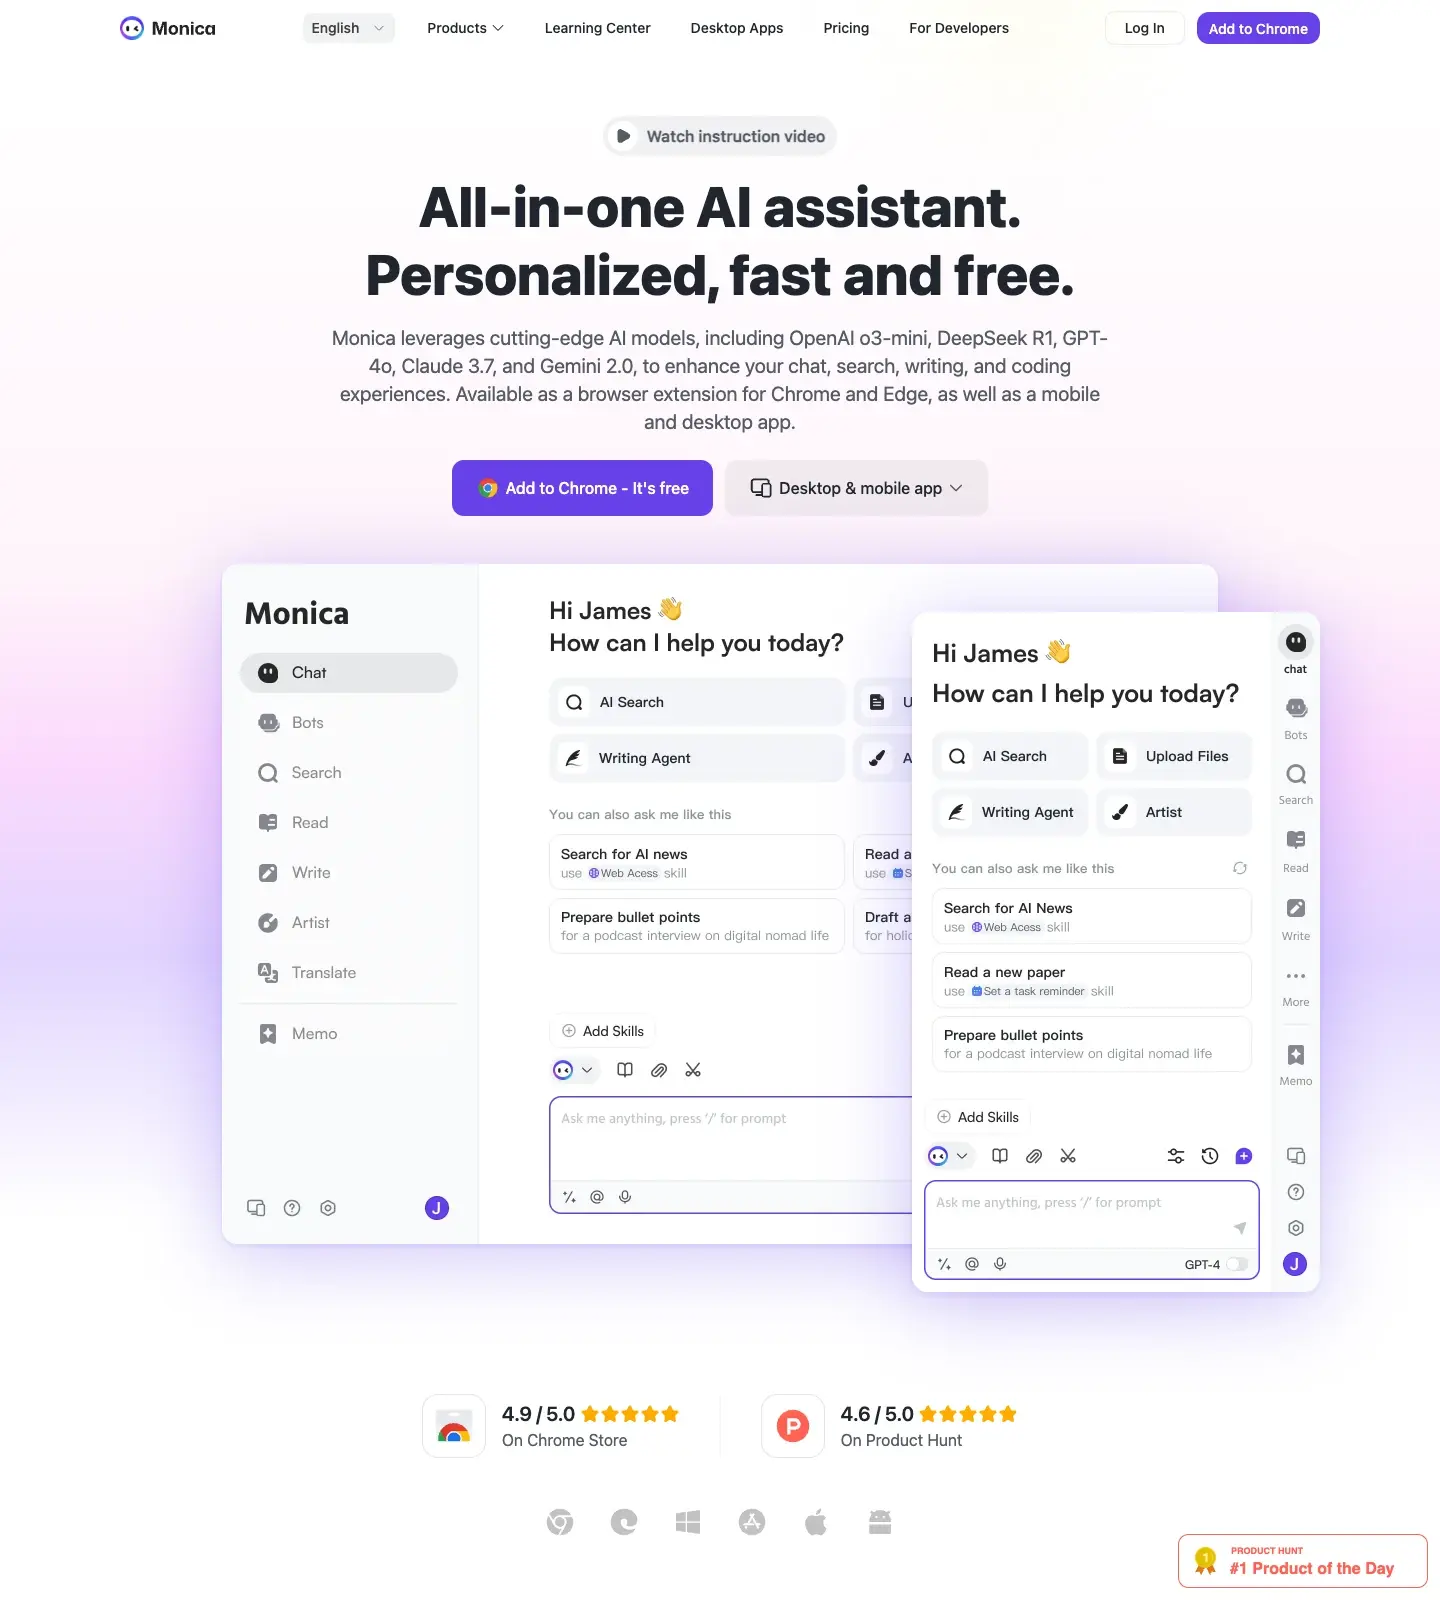 Monica
English
Products
Learning Center
Desktop Apps
Pricing
For Developers
Log In
Add to Chrome
Watch instruction video
All-in-one AI assistant.
Personalized, fast and free.
Monica leverages cutting-edge AI models, including OpenAI o3-mini, DeepSeek R1, GPT-
4o, Claude 3.7, and Gemini 2.0, to enhance your chat, search, writing, and coding
experiences. Available as a browser extension for Chrome and Edge, as well as a mobile
and desktop app.
Add to Chrome - It's free
Desktop & mobile app
Monica
Chat
Bots
Search
Read
Write
Artist
Translate
Memo
J
Hi James 👋
How can I help you today?
AI Search
U
Writing Agent
A
You can also ask me like this
Search for AI news
use Web Acess skill
Read a
use S
Prepare bullet points
for a podcast interview on digital nomad life
Draft a
for holic
Add Skills
Ask me anything, press '/' for prompt
Hi James 👋
How can I help you today?
AI Search
Upload Files
Writing Agent
Artist
You can also ask me like this
Search for AI News
use Web Acess skill
Read a new paper
use Set a task reminder skill
Prepare bullet points
for a podcast interview on digital nomad life
Add Skills
Ask me anything, press '/' for prompt
GPT-4
chat
Bots
Search
Read
Write
More
Memo
J
4.9 / 5.0
On Chrome Store
P
4.6 / 5.0
On Product Hunt
1
PRODUCT HUNT
#1 Product of the Day